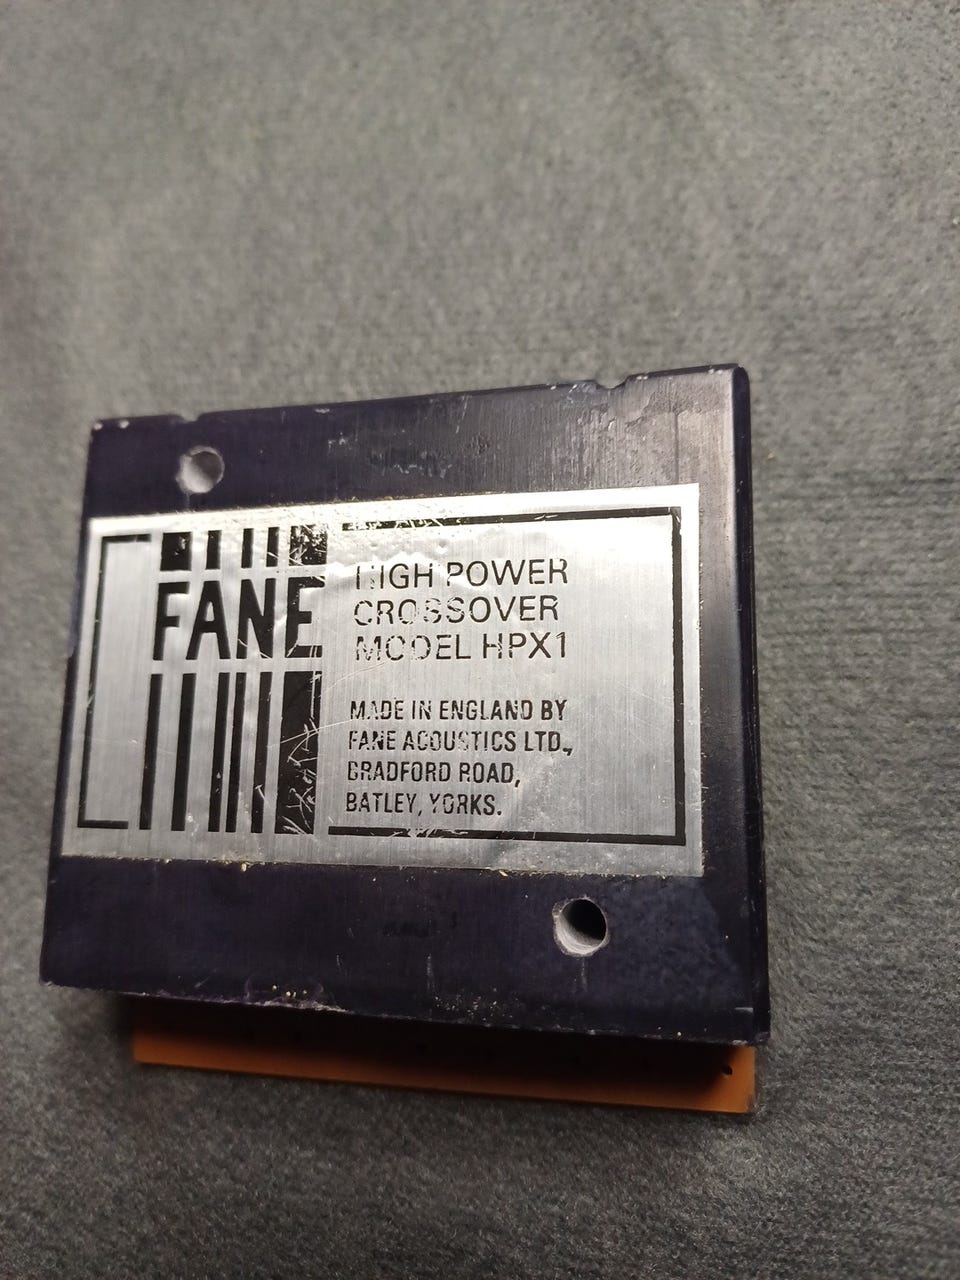 FANE
HIGH POWER
CROSSOVER
MODEL HPX1
MADE IN ENGLAND BY
FANE ACOUSTICS LTD.,
BRADFORD ROAD,
BATLEY, YORKS.